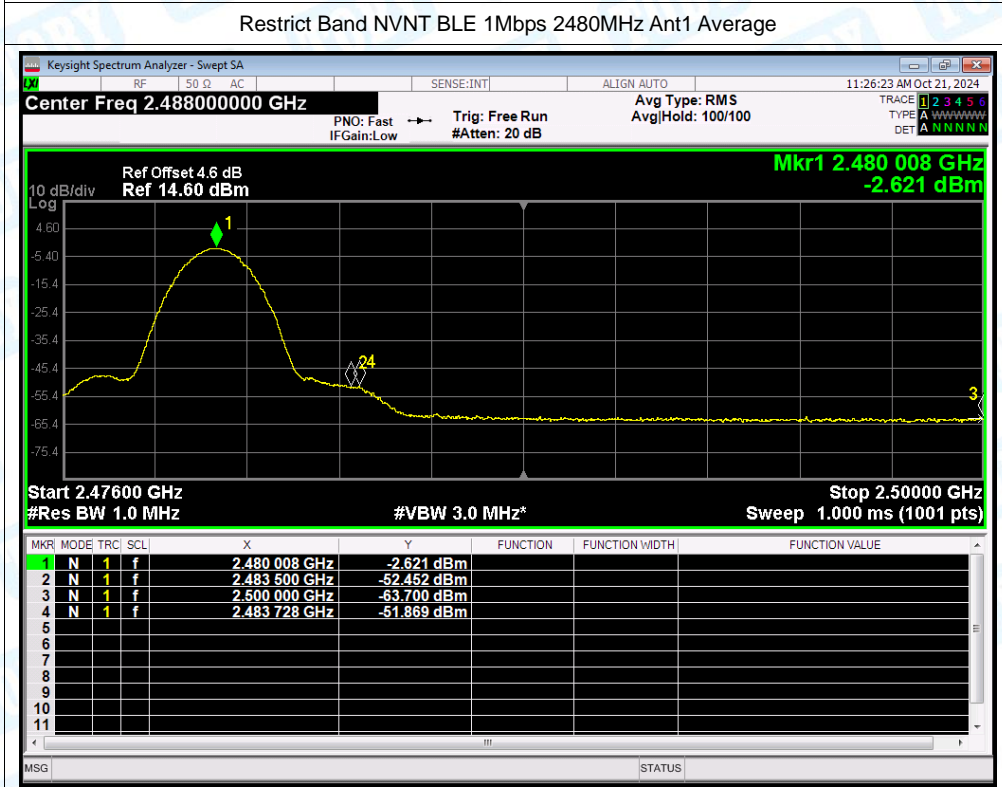 Restrict Band NVNT BLE 1Mbps 2480MHz Ant1 Average
Keysight Spectrum Analyzer - Swept SA
LXI RF 50 Ω AC SENSE:INT ALIGN AUTO 11:26:23 AM Oct 21, 2024
Center Freq 2.488000000 GHz
PNO: Fast
IFGain:Low
Trig: Free Run
#Atten: 20 dB
Avg Type: RMS
Avg|Hold: 100/100
TRACE 1 2 3 4 5 6
TYPE A WWWWW
DET A N N N N N
Mkr1 2.480 008 GHz
-2.621 dBm
Ref Offset 4.6 dB
10 dB/div Ref 14.60 dBm
Log
4.60
-5.40
-15.4
-25.4
-35.4
-45.4
-55.4
-65.4
-75.4
1
2 4
3
Start 2.47600 GHz Stop 2.50000 GHz
#Res BW 1.0 MHz #VBW 3.0 MHz* Sweep 1.000 ms (1001 pts)
MKR MODE TRC SCL X Y FUNCTION FUNCTION WIDTH FUNCTION VALUE
1 N 1 f 2.480 008 GHz -2.621 dBm
2 N 1 f 2.483 500 GHz -52.452 dBm
3 N 1 f 2.500 000 GHz -63.700 dBm
4 N 1 f 2.483 728 GHz -51.869 dBm
5
6
7
8
9
10
11
MSG STATUS